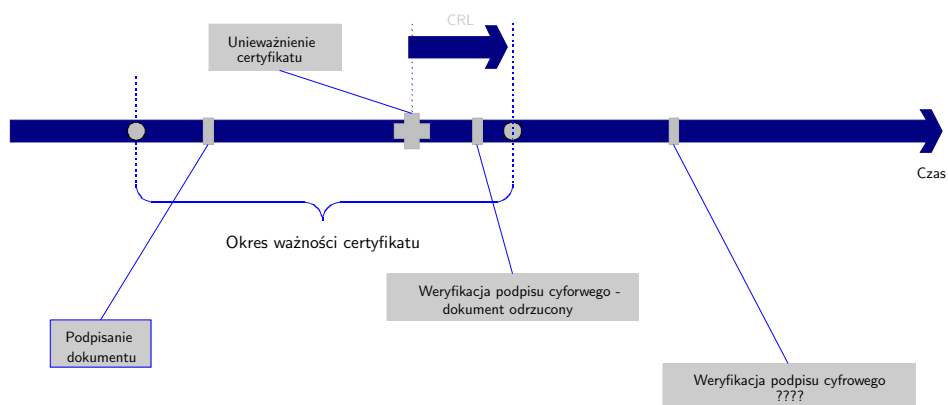 CRL
Unieważnienie
certyfikatu
Czas
Okres ważności certyfikatu
Weryfikacja podpisu cyforwego -
dokument odrzucony
Podpisanie
dokumentu
Weryfikacja podpisu cyfrowego
????